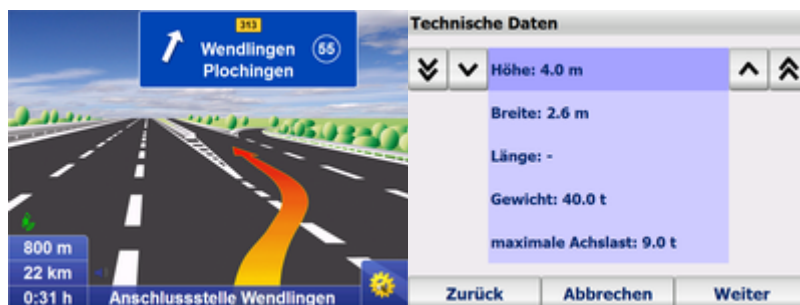 313
Wendlingen
55
Plochingen
800 m
22 km
0:31 h
Anschlussstelle Wendlingen
Technische Daten
Höhe: 4.0 m
Breite: 2.6 m
Länge: -
Gewicht: 40.0 t
maximale Achslast: 9.0 t
Zurück
Abbrechen
Weiter